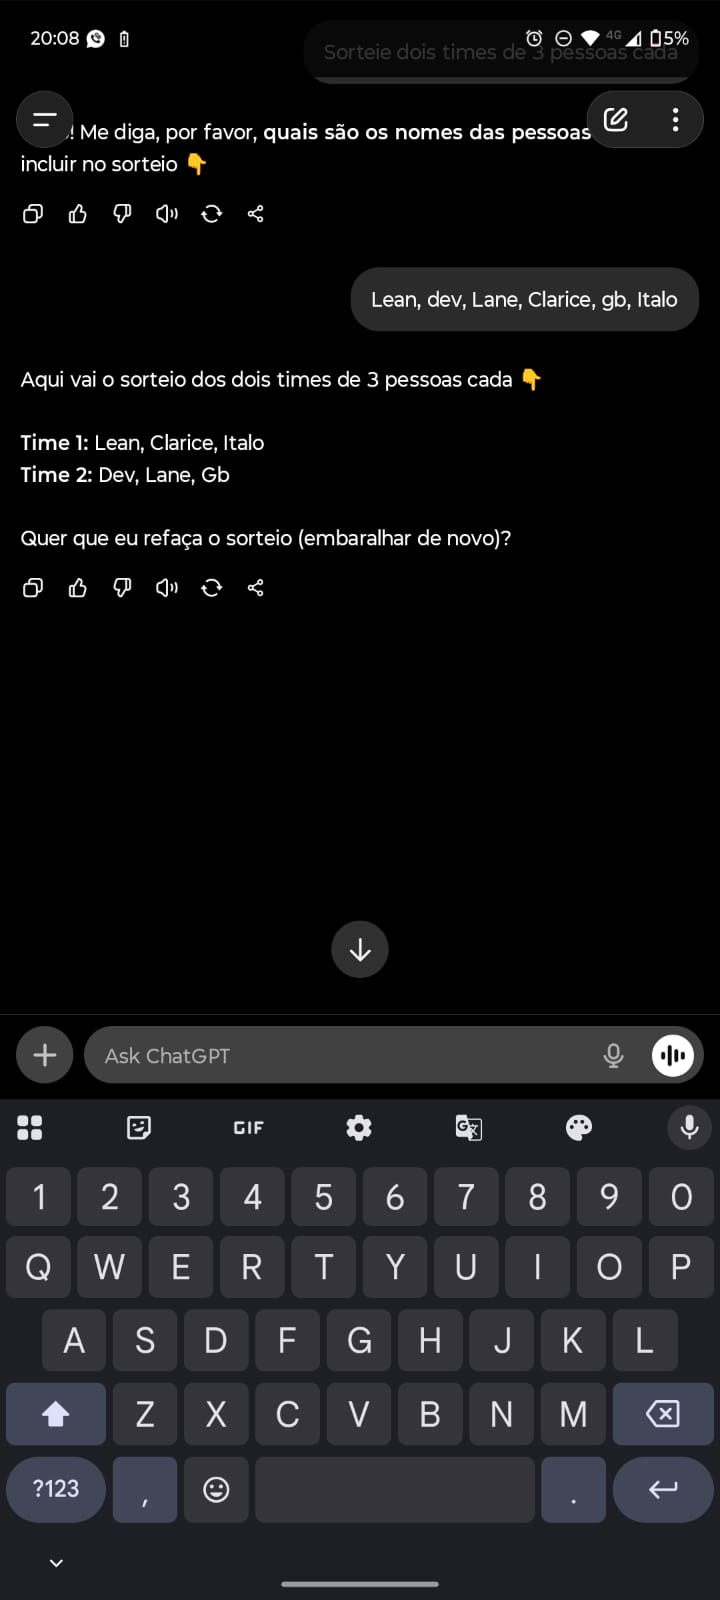 20:08 4G 5%
Sorteie dois times de 3 pessoas cada
! Me diga, por favor, quais são os nomes das pessoas
incluir no sorteio 👇
Lean, dev, Lane, Clarice, gb, Italo
Aqui vai o sorteio dos dois times de 3 pessoas cada 👇
Time 1: Lean, Clarice, Italo
Time 2: Dev, Lane, Gb
Quer que eu refaça o sorteio (embaralhar de novo)?
Ask ChatGPT
GIF
1 2 3 4 5 6 7 8 9 0
Q W E R T Y U I O P
A S D F G H J K L
Z X C V B N M
?123 , .